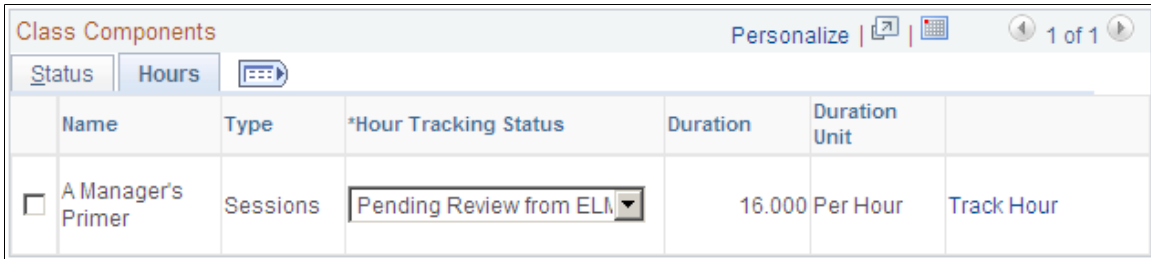 Class Components
Personalize | | 1 of 1
Status Hours
Name Type *Hour Tracking Status Duration Duration Unit
A Manager's Primer Sessions Pending Review from 16.000 Per Hour Track Hour